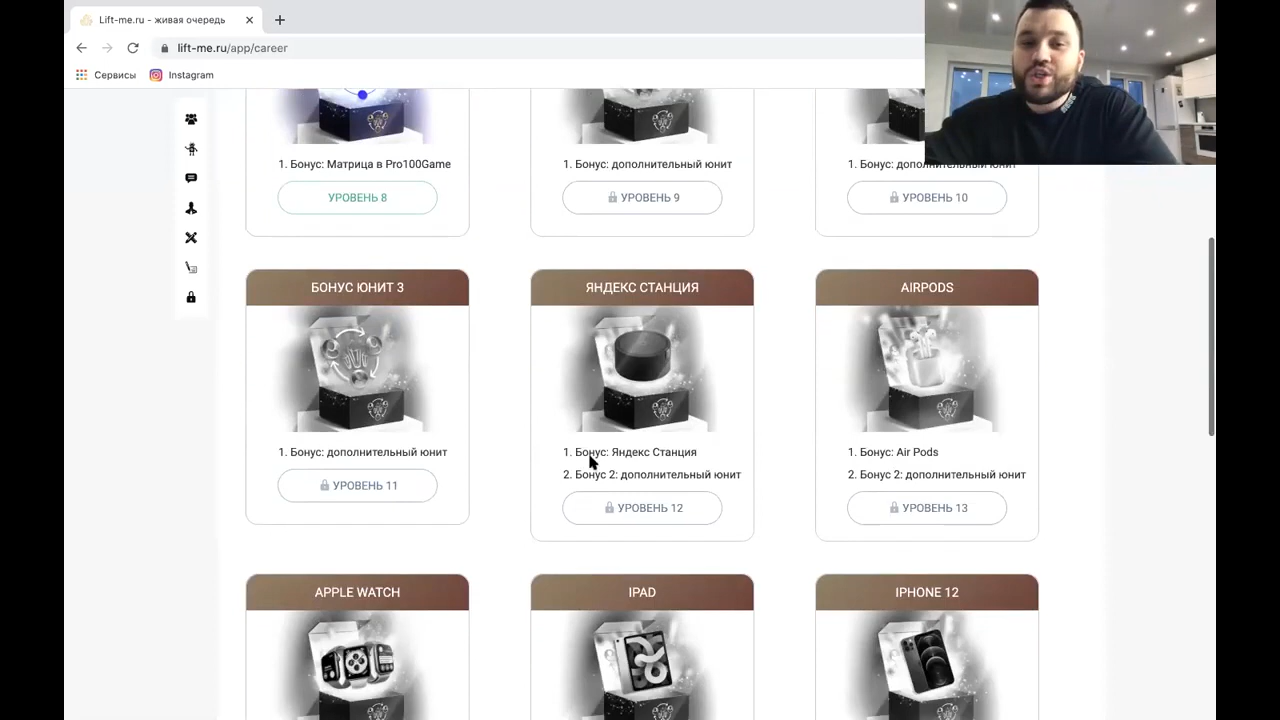 Lift-me.ru - живая очередь
lift-me.ru/app/career
Сервисы
Instagram
1. Бонус: Матрица в Pro100Game
УРОВЕНЬ 8
1. Бонус: дополнительный юнит
УРОВЕНЬ 9
1. Бонус: дополнительный юнит
УРОВЕНЬ 10
БОНУС ЮНИТ 3
1. Бонус: дополнительный юнит
УРОВЕНЬ 11
ЯНДЕКС СТАНЦИЯ
1. Бонус: Яндекс Станция
2. Бонус 2: дополнительный юнит
УРОВЕНЬ 12
AIRPODS
1. Бонус: Air Pods
2. Бонус 2: дополнительный юнит
УРОВЕНЬ 13
APPLE WATCH
IPAD
IPHONE 12